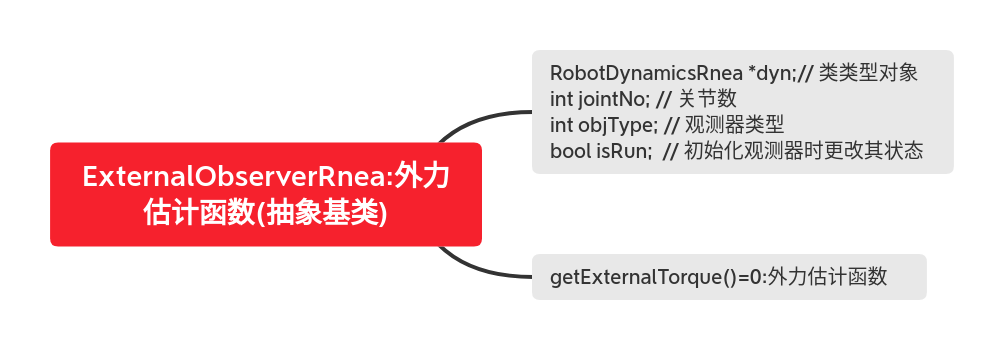 RobotDynamicsRnea *dyn;// 类类型对象
int jointNo; // 关节数
int objType; // 观测器类型
bool isRun;  // 初始化观测器时更改其状态
ExternalObserverRnea:外力
估计函数(抽象基类)
getExternalTorque()=0:外力估计函数